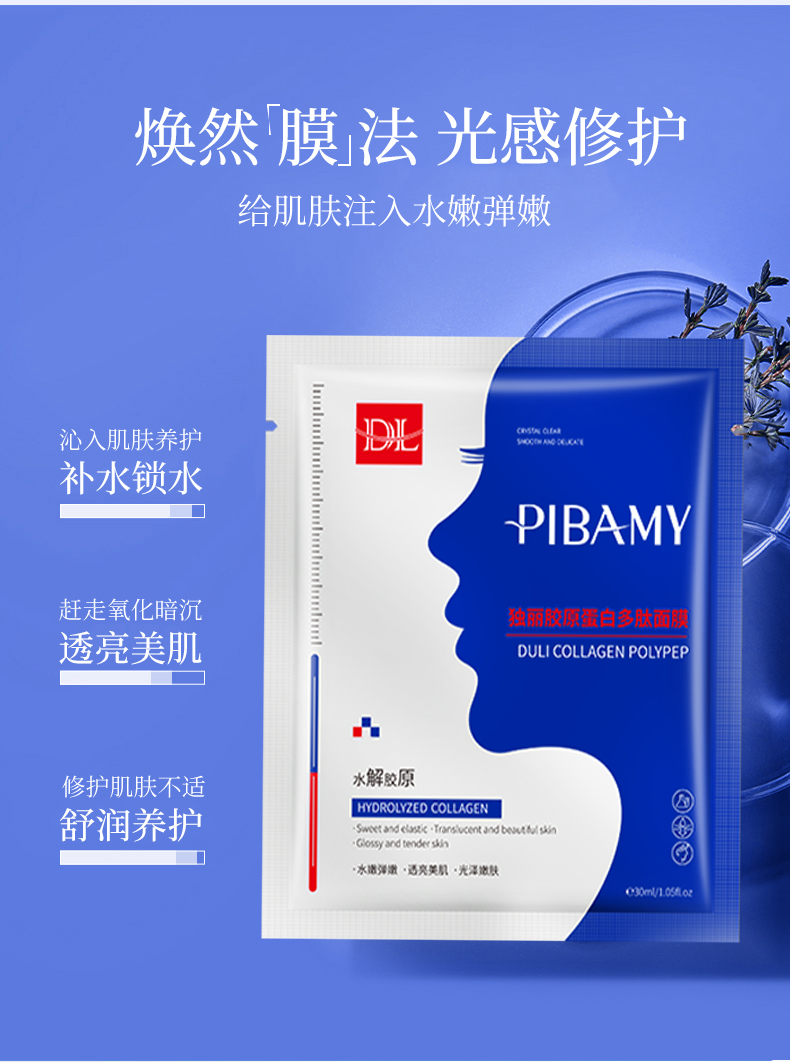 焕然「膜」法 光感修护
给肌肤注入水嫩弹嫩
沁入肌肤养护
补水锁水
赶走氧化暗沉
透亮美肌
修护肌肤不适
舒润养护
DL
CRYSTAL CLEAR
SMOOTH AND DELICATE
PIBAMY
独丽胶原蛋白多肽面膜
DULI COLLAGEN POLYPEP
水解胶原
HYDROLYZED COLLAGEN
·Sweet and elastic ·Translucent and beautiful skin
·Glossy and tender skin
·水嫩弹嫩 ·透亮美肌 ·光泽嫩肤
℮30ml/1.05fl.oz